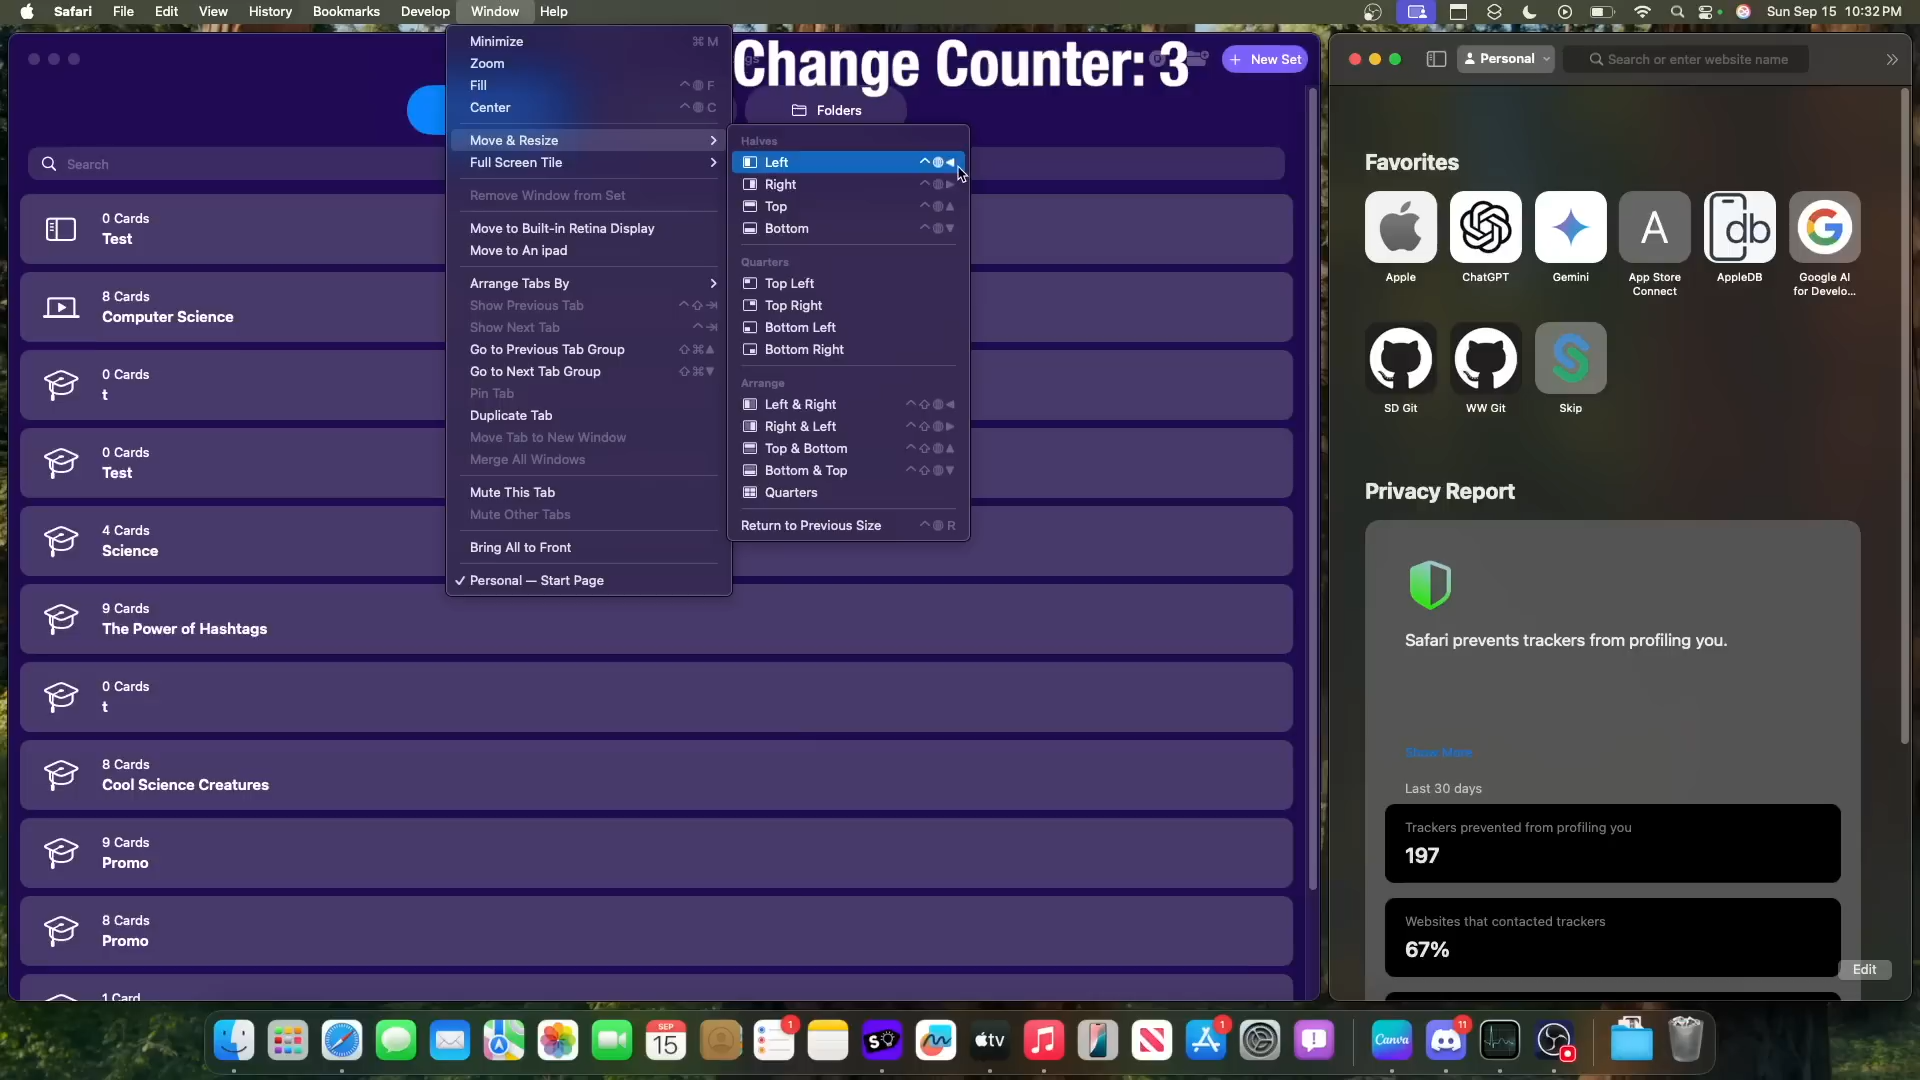 Safari File Edit View History Bookmarks Develop Window Help
Sun Sep 15 10:32 PM
Change Counter: 3
+ New Set
Folders
Search
0 Cards
Test
8 Cards
Computer Science
0 Cards
t
0 Cards
Test
4 Cards
Science
9 Cards
The Power of Hashtags
0 Cards
t
8 Cards
Cool Science Creatures
9 Cards
Promo
8 Cards
Promo
1 Card
Minimize ⌘ M
Zoom
Fill F
Center C
Move & Resize
Full Screen Tile
Remove Window from Set
Move to Built-in Retina Display
Move to An ipad
Arrange Tabs By
Show Previous Tab
Show Next Tab
Go to Previous Tab Group
Go to Next Tab Group
Pin Tab
Duplicate Tab
Move Tab to New Window
Merge All Windows
Mute This Tab
Mute Other Tabs
Bring All to Front
✓ Personal — Start Page
Halves
Left
Right
Top
Bottom
Quarters
Top Left
Top Right
Bottom Left
Bottom Right
Arrange
Left & Right
Right & Left
Top & Bottom
Bottom & Top
Quarters
Return to Previous Size R
Personal
Search or enter website name
Favorites
A
db
Apple
ChatGPT
Gemini
App Store
Connect
AppleDB
Google AI
for Develo...
SD Git
WW Git
Skip
Privacy Report
Safari prevents trackers from profiling you.
Show More
Last 30 days
Trackers prevented from profiling you
197
Websites that contacted trackers
67%
Edit
SEP
15
1
tv
1
Canva
11